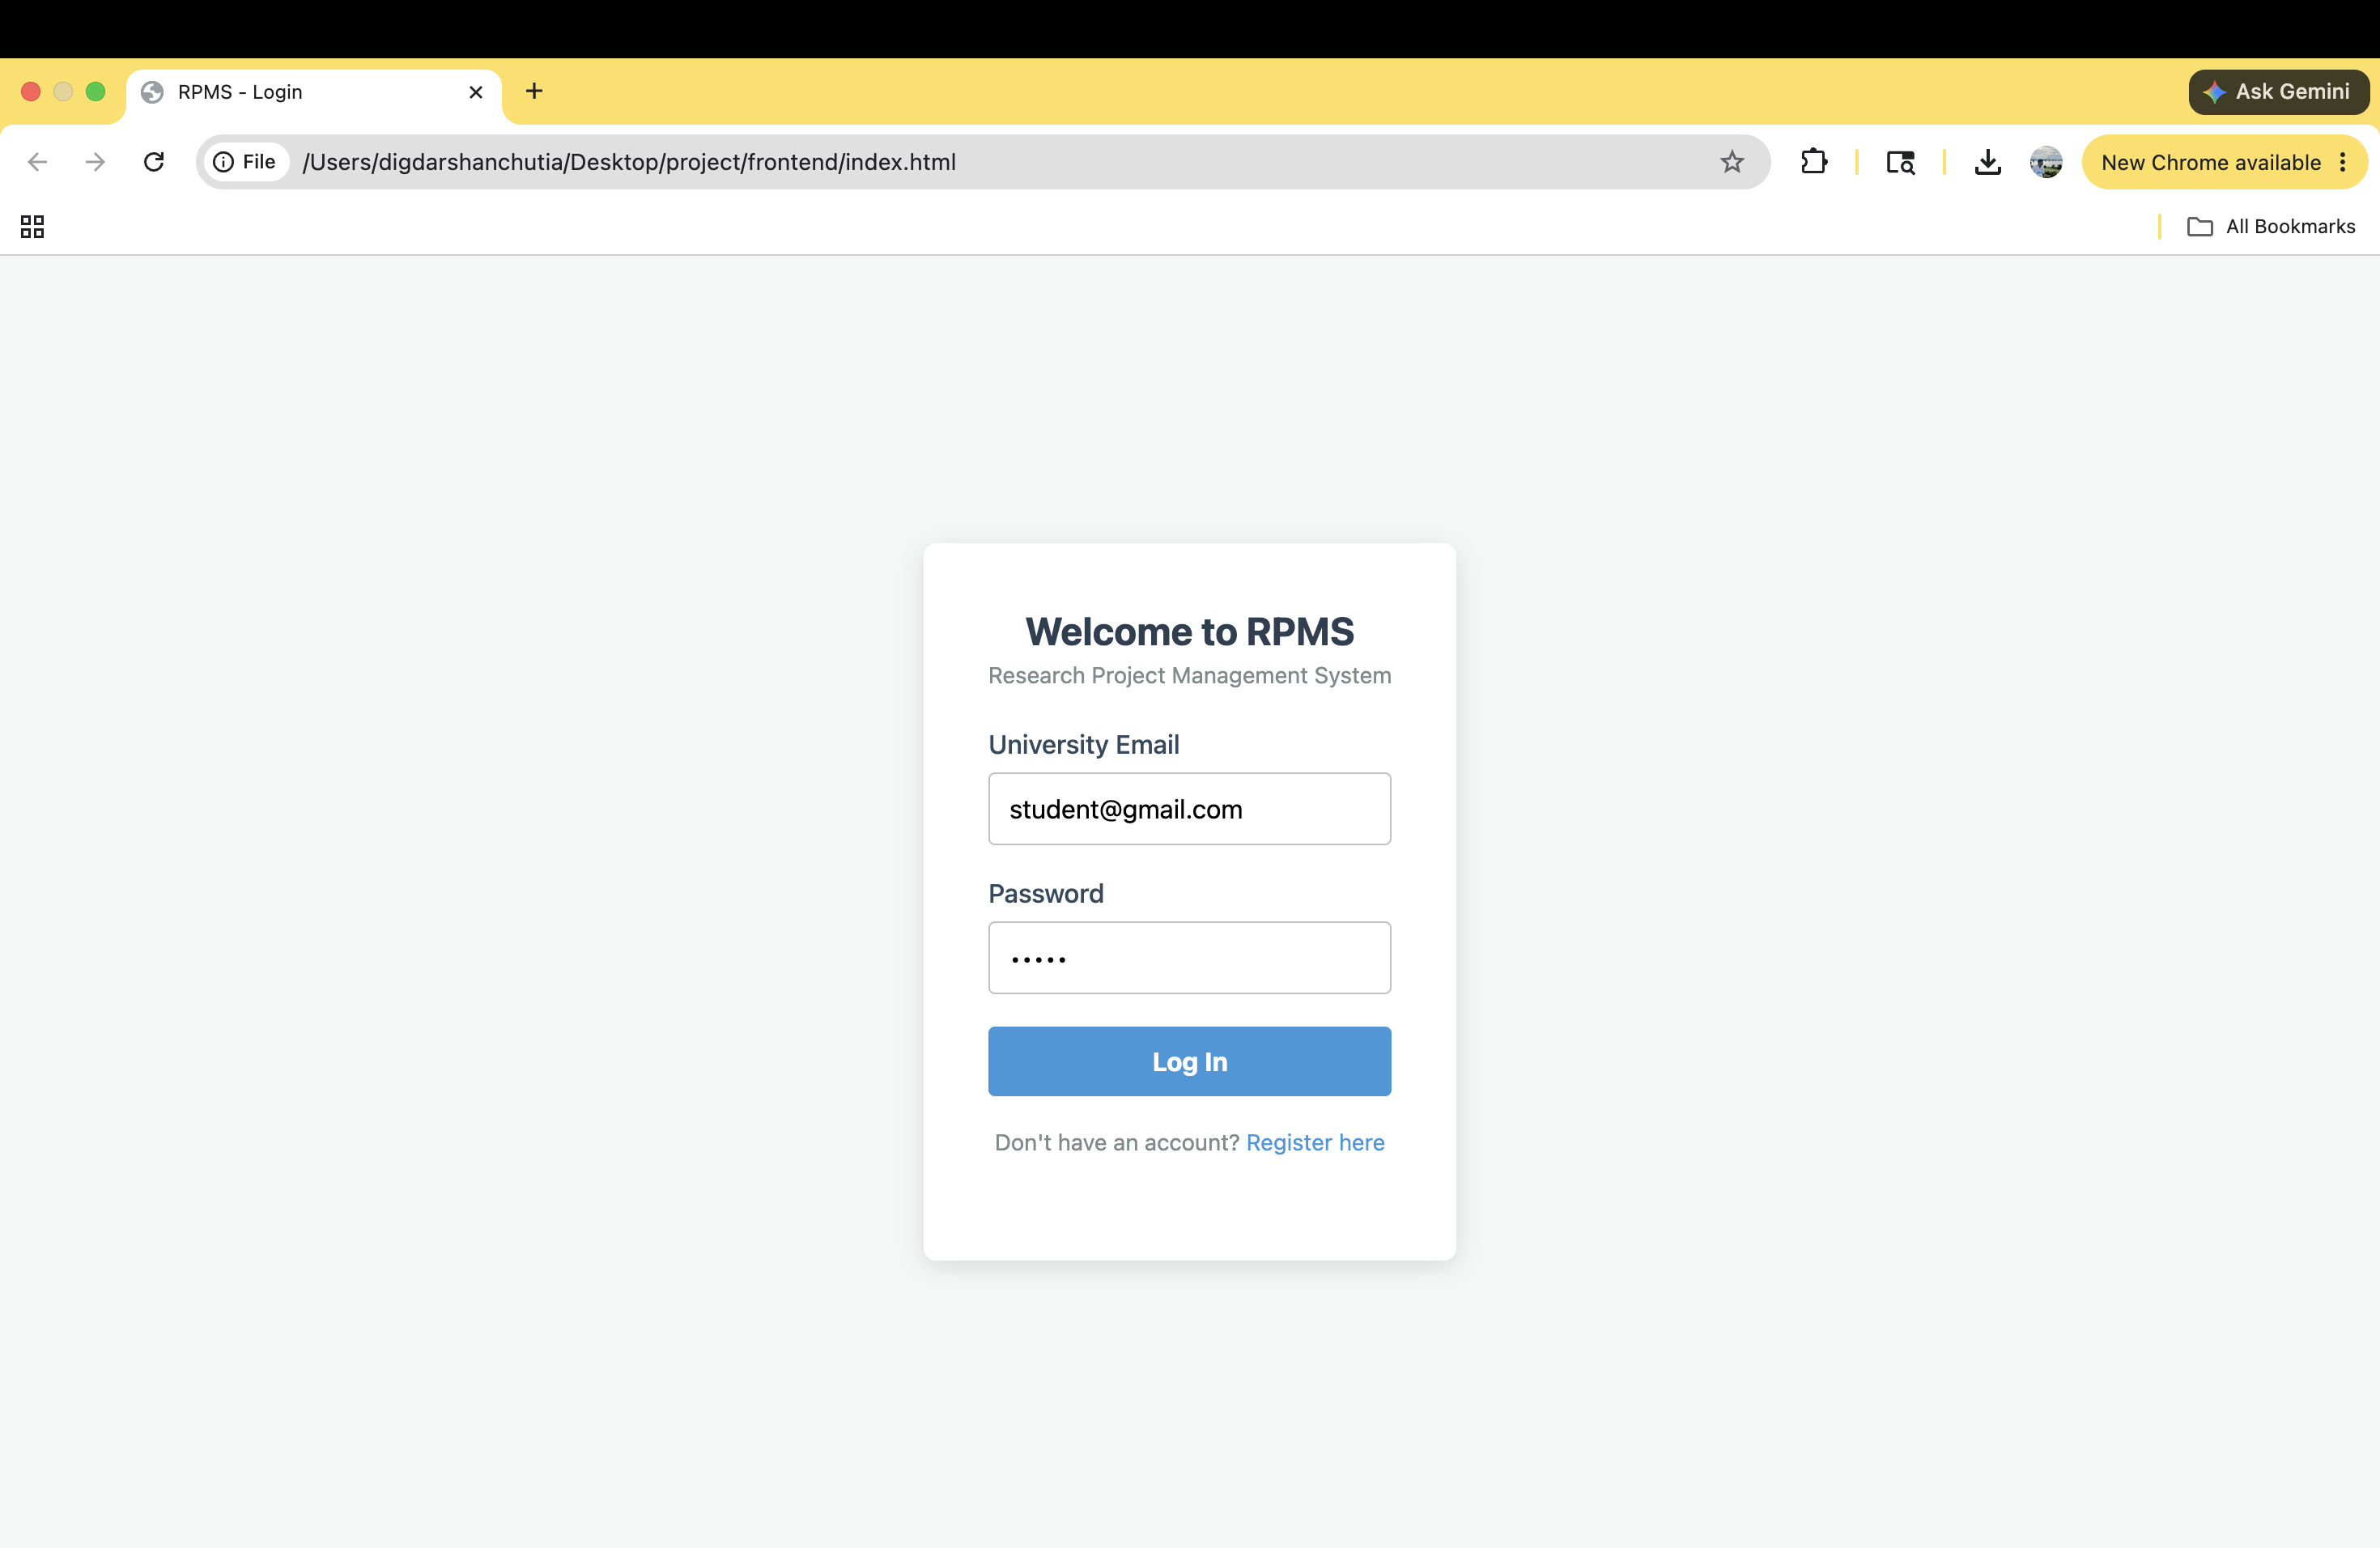 RPMS - Login
Ask Gemini
File
/Users/digdarshanchutia/Desktop/project/frontend/index.html
New Chrome available
All Bookmarks
Welcome to RPMS
Research Project Management System
University Email
student@gmail.com
Password
•••••
Log In
Don't have an account? Register here